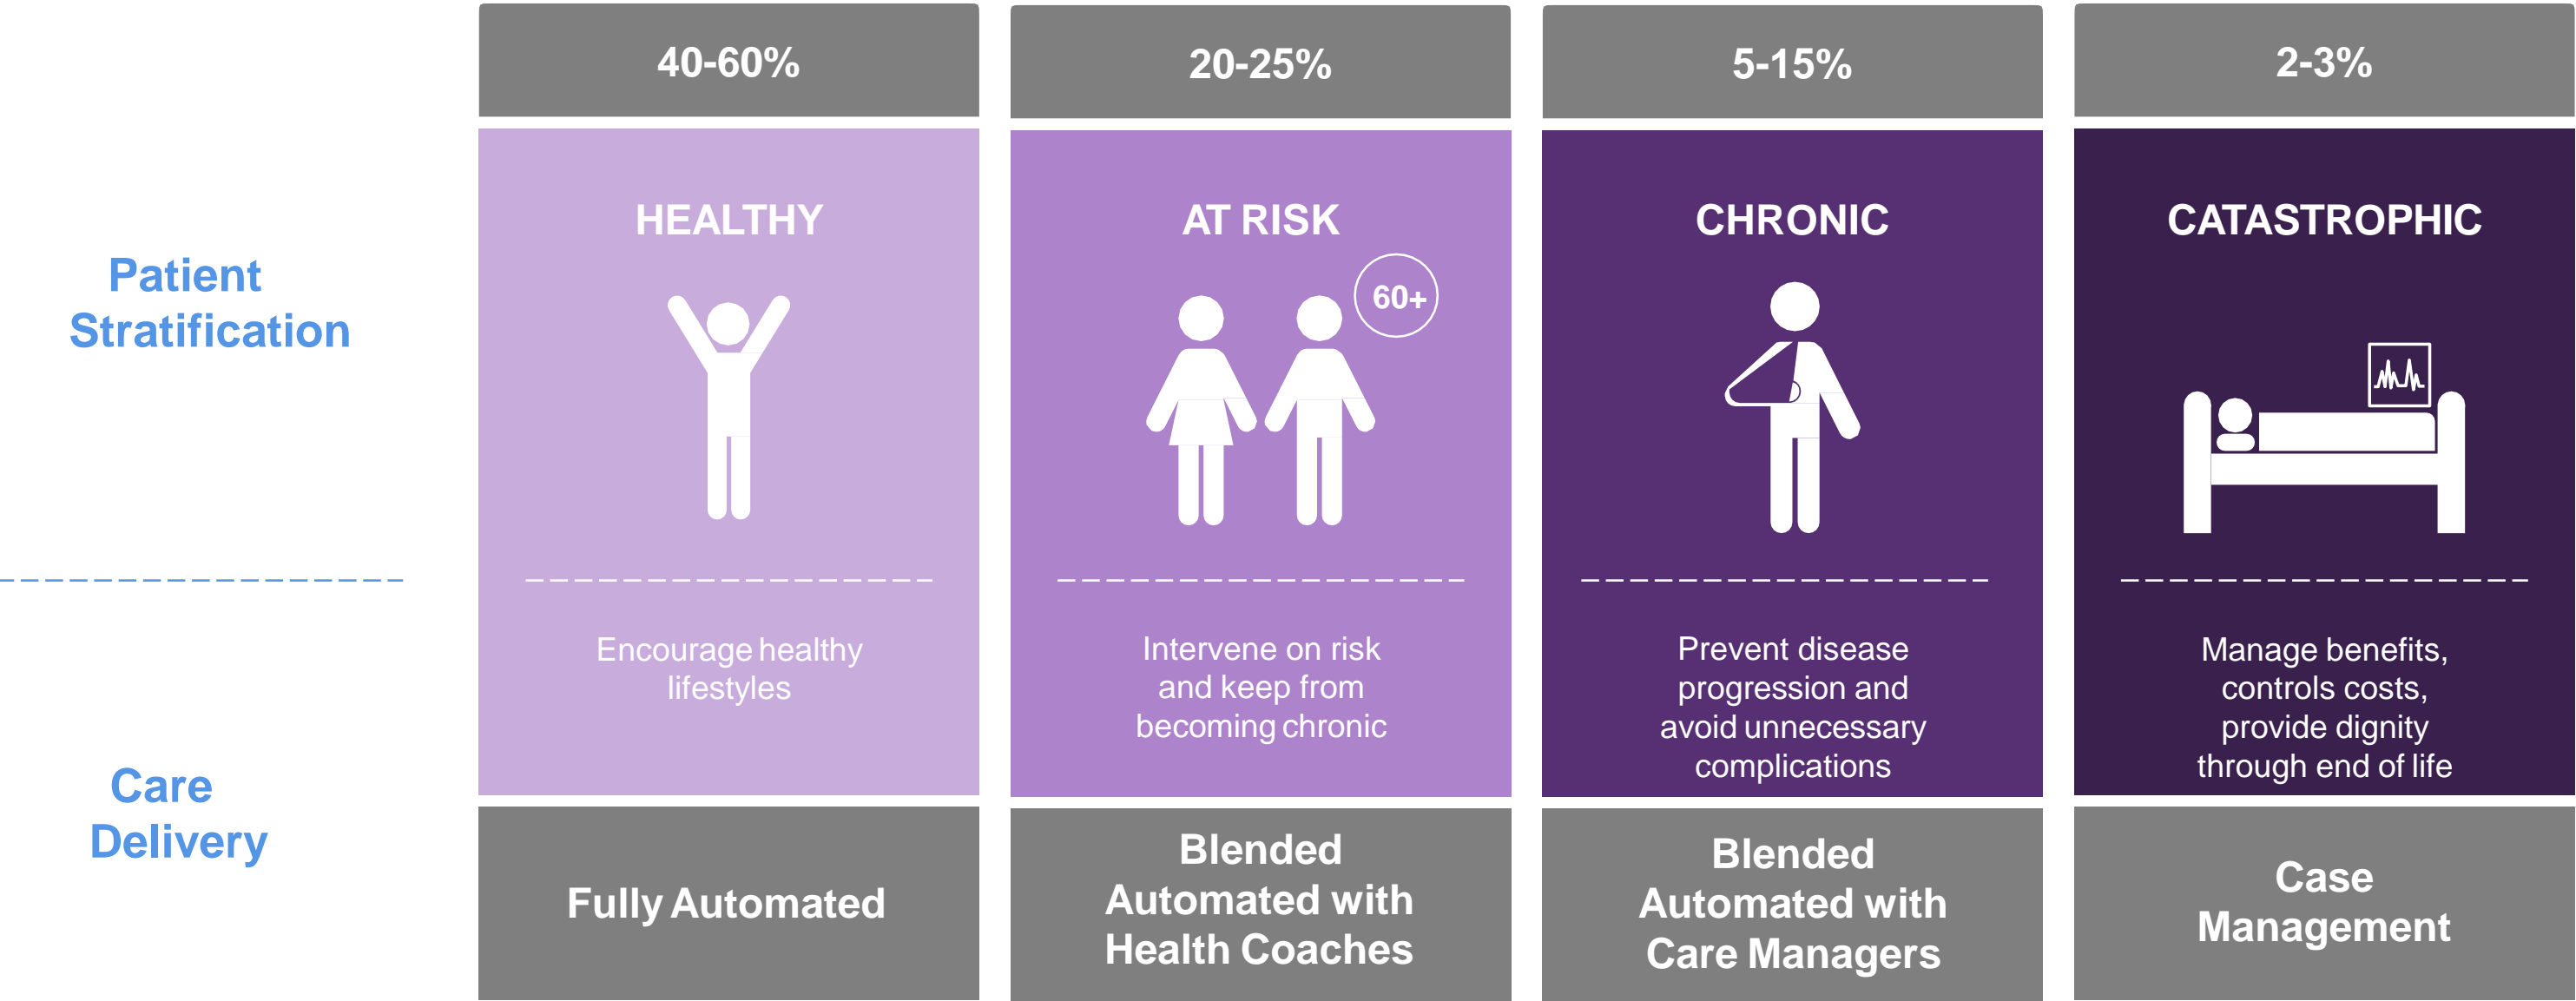 40-60%
20-25%
5-15%
2-3%
Patient
Stratification
HEALTHY
AT RISK
60+
CHRONIC
CATASTROPHIC
Care
Delivery
Encourage healthy
lifestyles
Intervene on risk
and keep from
becoming chronic
Prevent disease
progression and
avoid unnecessary
complications
Manage benefits,
controls costs,
provide dignity
through end of life
Fully Automated
Blended
Automated with
Health Coaches
Blended
Automated with
Care Managers
Case
Management